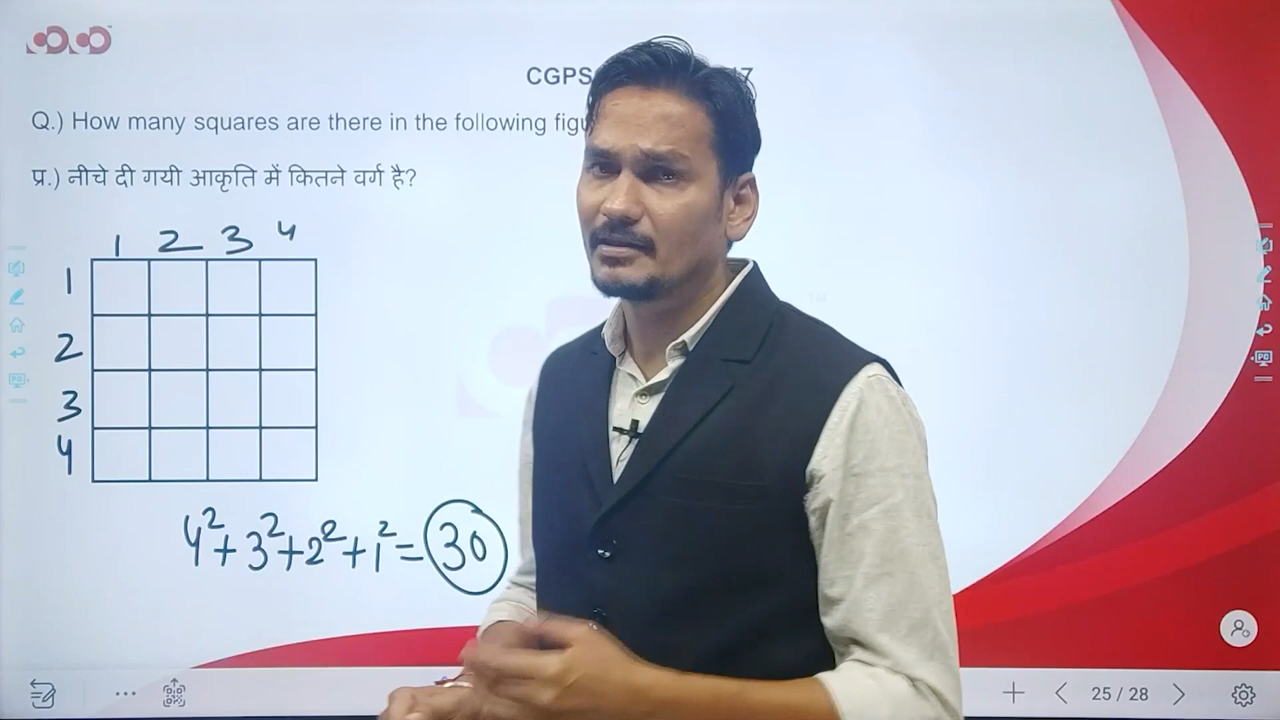 CGPS
Q.) How many squares are there in the following
प्र.) नीचे दी गयी आकृति में कितने वर्ग है?
1 2 3 4
1
2
3
4
4²+3²+2²+1²=30
25 / 28